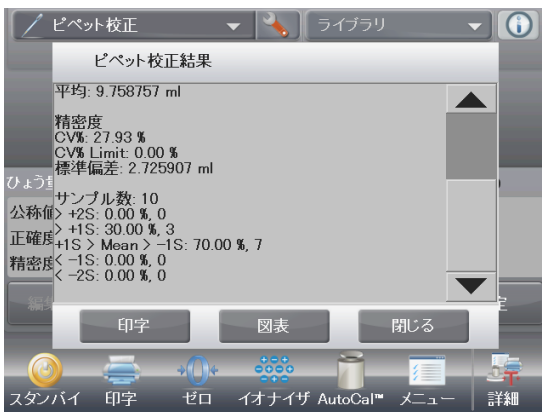 ピペット校正
ライブラリ
ピペット校正結果
平均: 9.758757 ml
精密度
CV%: 27.93 %
CV% Limit: 0.00 %
標準偏差: 2.725907 ml
サンプル数: 10
> +2S: 0.00 %, 0
> +1S: 30.00 %, 3
+1S > Mean > -1S: 70.00 %, 7
< -1S: 0.00 %, 0
< -2S: 0.00 %, 0
ひょう量
公称値
正確度
精密度
印字
図表
閉じる
スタンバイ
印字
ゼロ
イオナイザ
AutoCal™
メニュー
詳細